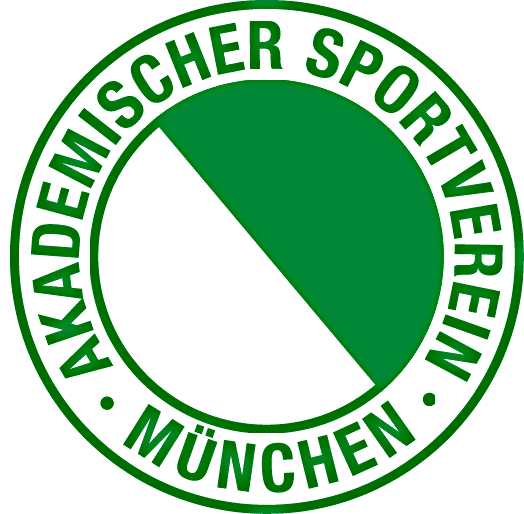 AKADEMISCHER SPORTVEREIN
· MÜNCHEN ·